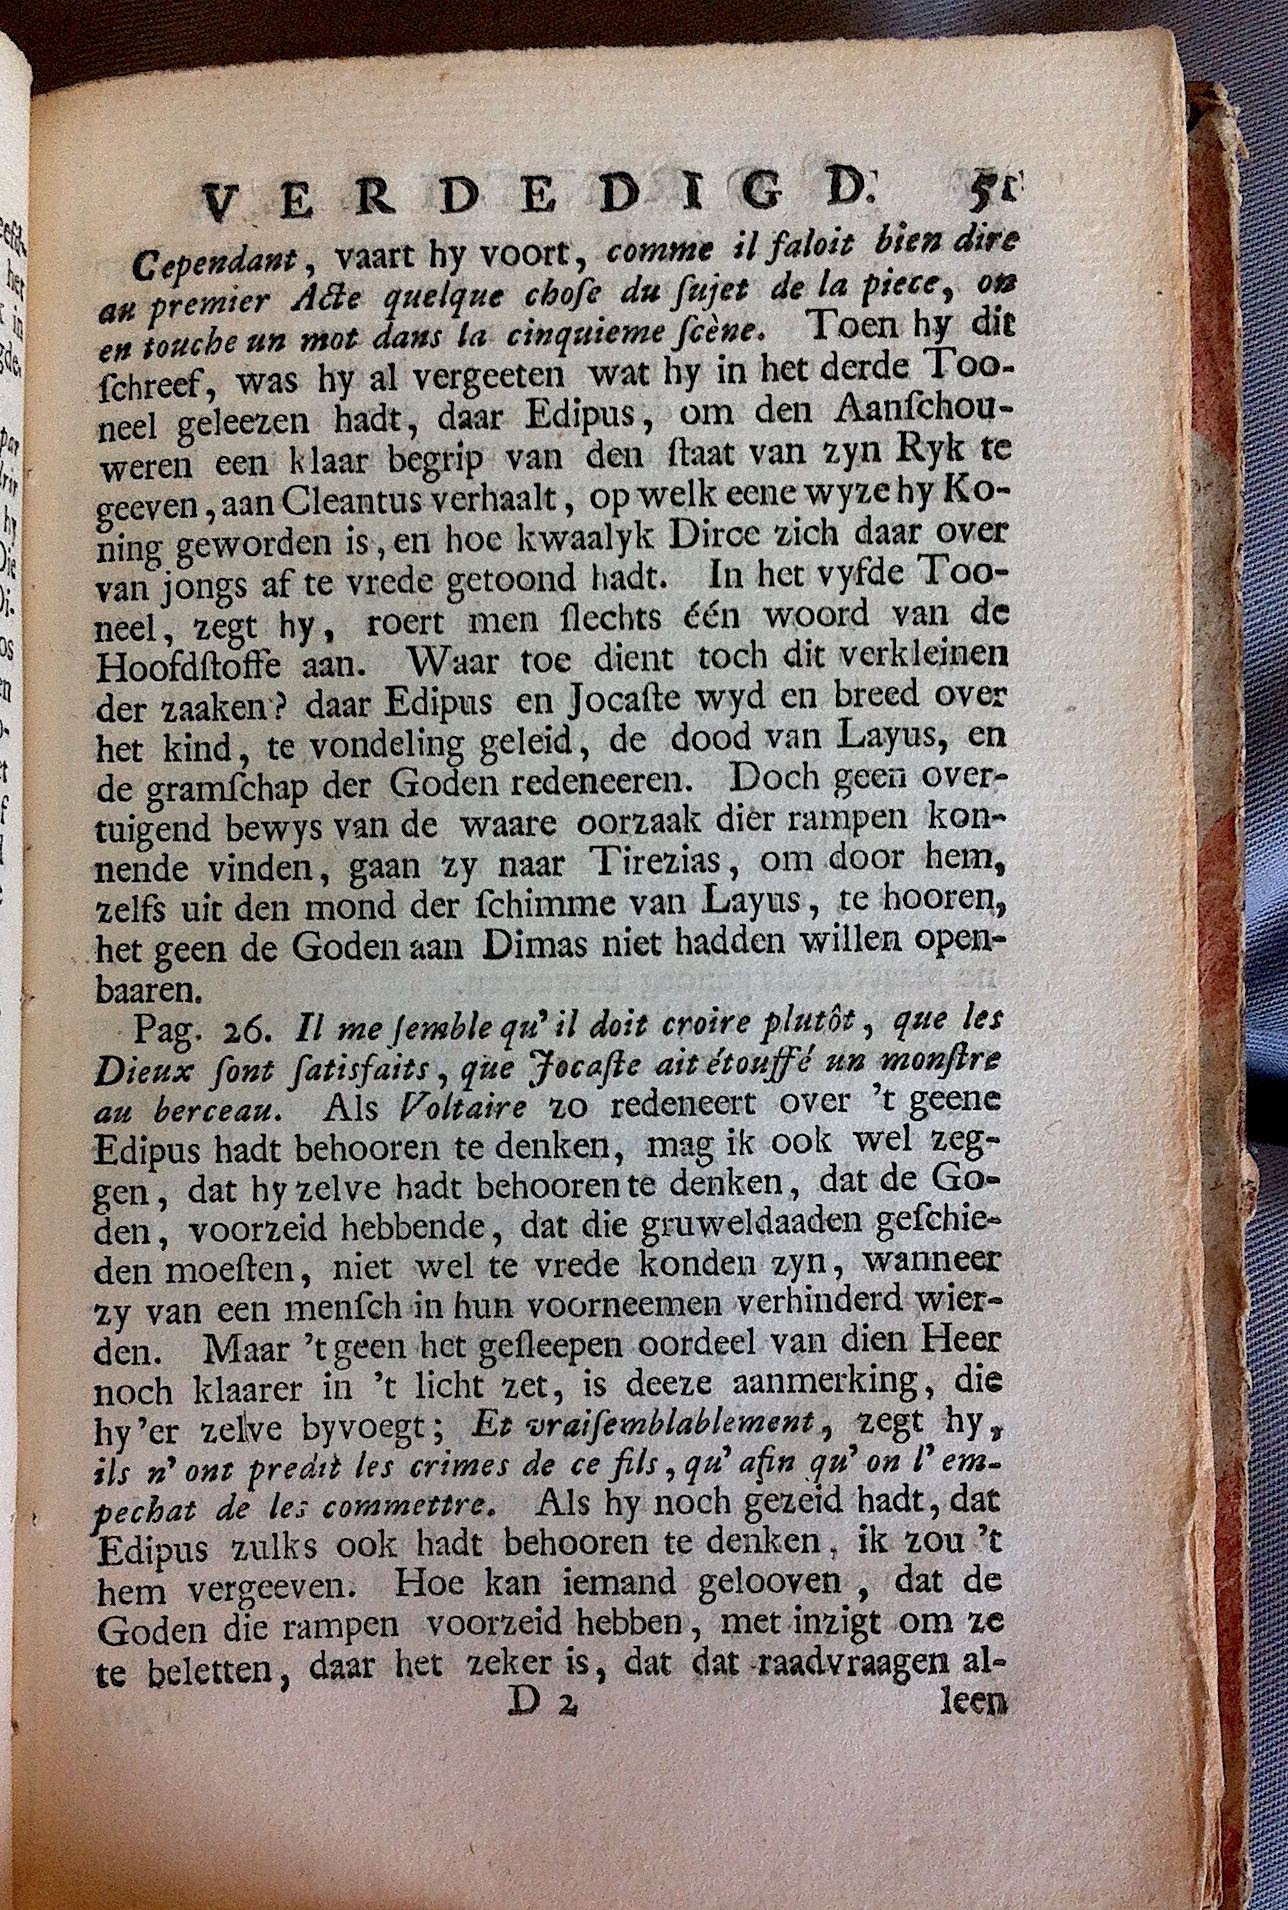 VERDEDIGD. 51
Cependant, vaart hy voort, comme il faloit bien dire
au premier Acte quelque chose du sujet de la piece, on
en touche un mot dans la cinquieme scène. Toen hy dit
schreef, was hy al vergeeten wat hy in het derde Too-
neel geleezen hadt, daar Edipus, om den Aanschou-
weren een klaar begrip van den staat van zyn Ryk te
geeven, aan Cleantus verhaalt, op welk eene wyze hy Ko-
ning geworden is, en hoe kwaalyk Dirce zich daar over
van jongs af te vrede getoond hadt. In het vyfde Too-
neel, zegt hy, roert men slechts één woord van de
Hoofdstoffe aan. Waar toe dient toch dit verkleinen
der zaaken? daar Edipus en Jocaste wyd en breed over
het kind, te vondeling geleid, de dood van Layus, en
de gramschap der Goden redeneeren. Doch geen over-
tuigend bewys van de waare oorzaak dier rampen kon-
nende vinden, gaan zy naar Tirezias, om door hem,
zelfs uit den mond der schimme van Layus, te hooren,
het geen de Goden aan Dimas niet hadden willen open-
baaren.
Pag. 26. Il me semble qu'il doit croire plutôt, que les
Dieux sont satisfaits, que Jocaste ait étouffé un monstre
au berceau. Als Voltaire zo redeneert over 't geene
Edipus hadt behooren te denken, mag ik ook wel zeg-
gen, dat hy zelve hadt behooren te denken, dat de Go-
den, voorzeid hebbende, dat die gruweldaaden geschie-
den moesten, niet wel te vrede konden zyn, wanneer
zy van een mensch in hun voorneemen verhinderd wier-
den. Maar 't geen het gesleepen oordeel van dien Heer
noch klaarer in 't licht zet, is deeze aanmerking, die
hy'er zelve byvoegt; Et vraisemblablement, zegt hy,
ils n'ont predit les crimes de ce fils, qu'afin qu'on l'em-
pechat de les commettre. Als hy noch gezeid hadt, dat
Edipus zulks ook hadt behooren te denken, ik zou 't
hem vergeeven. Hoe kan iemand gelooven, dat de
Goden die rampen voorzeid hebben, met inzigt om ze
te beletten, daar het zeker is, dat dat raadvraagen al-
D 2 leen